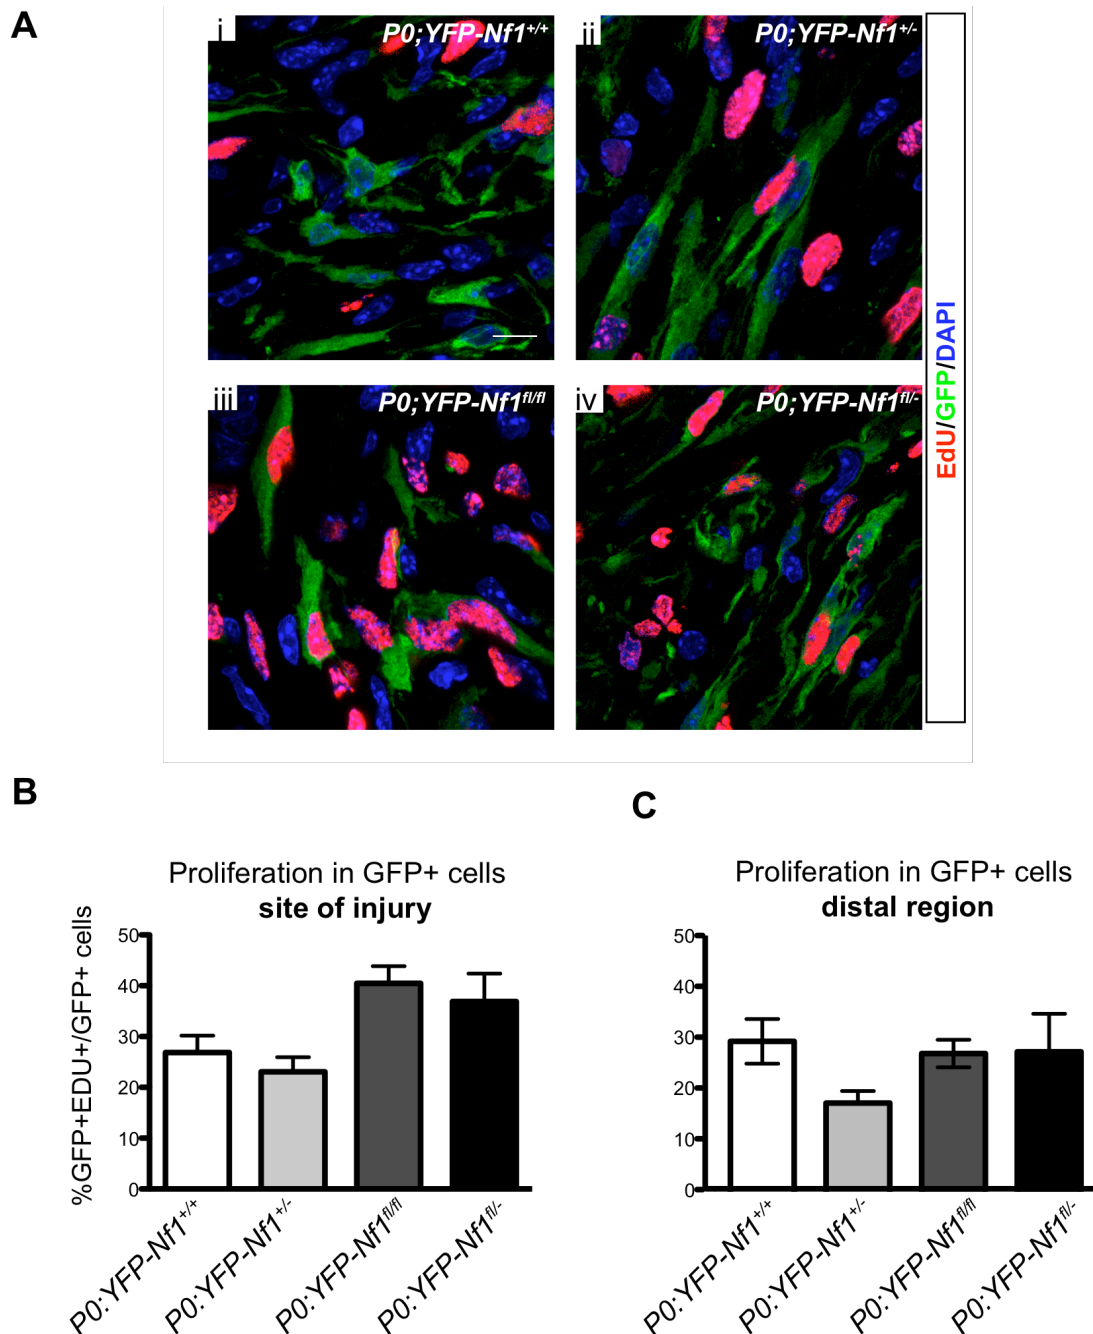 A
i
P0;YFP-Nf1+/+
ii
P0;YFP-Nf1+/-
iii
P0;YFP-Nf1fl/fl
iv
P0;YFP-Nf1fl/-
EdU/GFP/DAPI
B
Proliferation in GFP+ cells
site of injury
%GFP+EDU+/GFP+ cells
50
40
30
20
10
0
P0:YFP-Nf1+/+
P0:YFP-Nf1+/-
P0:YFP-Nf1fl/fl
P0:YFP-Nf1fl/-
C
Proliferation in GFP+ cells
distal region
50
40
30
20
10
0
P0:YFP-Nf1+/+
P0:YFP-Nf1+/-
P0:YFP-Nf1fl/fl
P0:YFP-Nf1fl/-